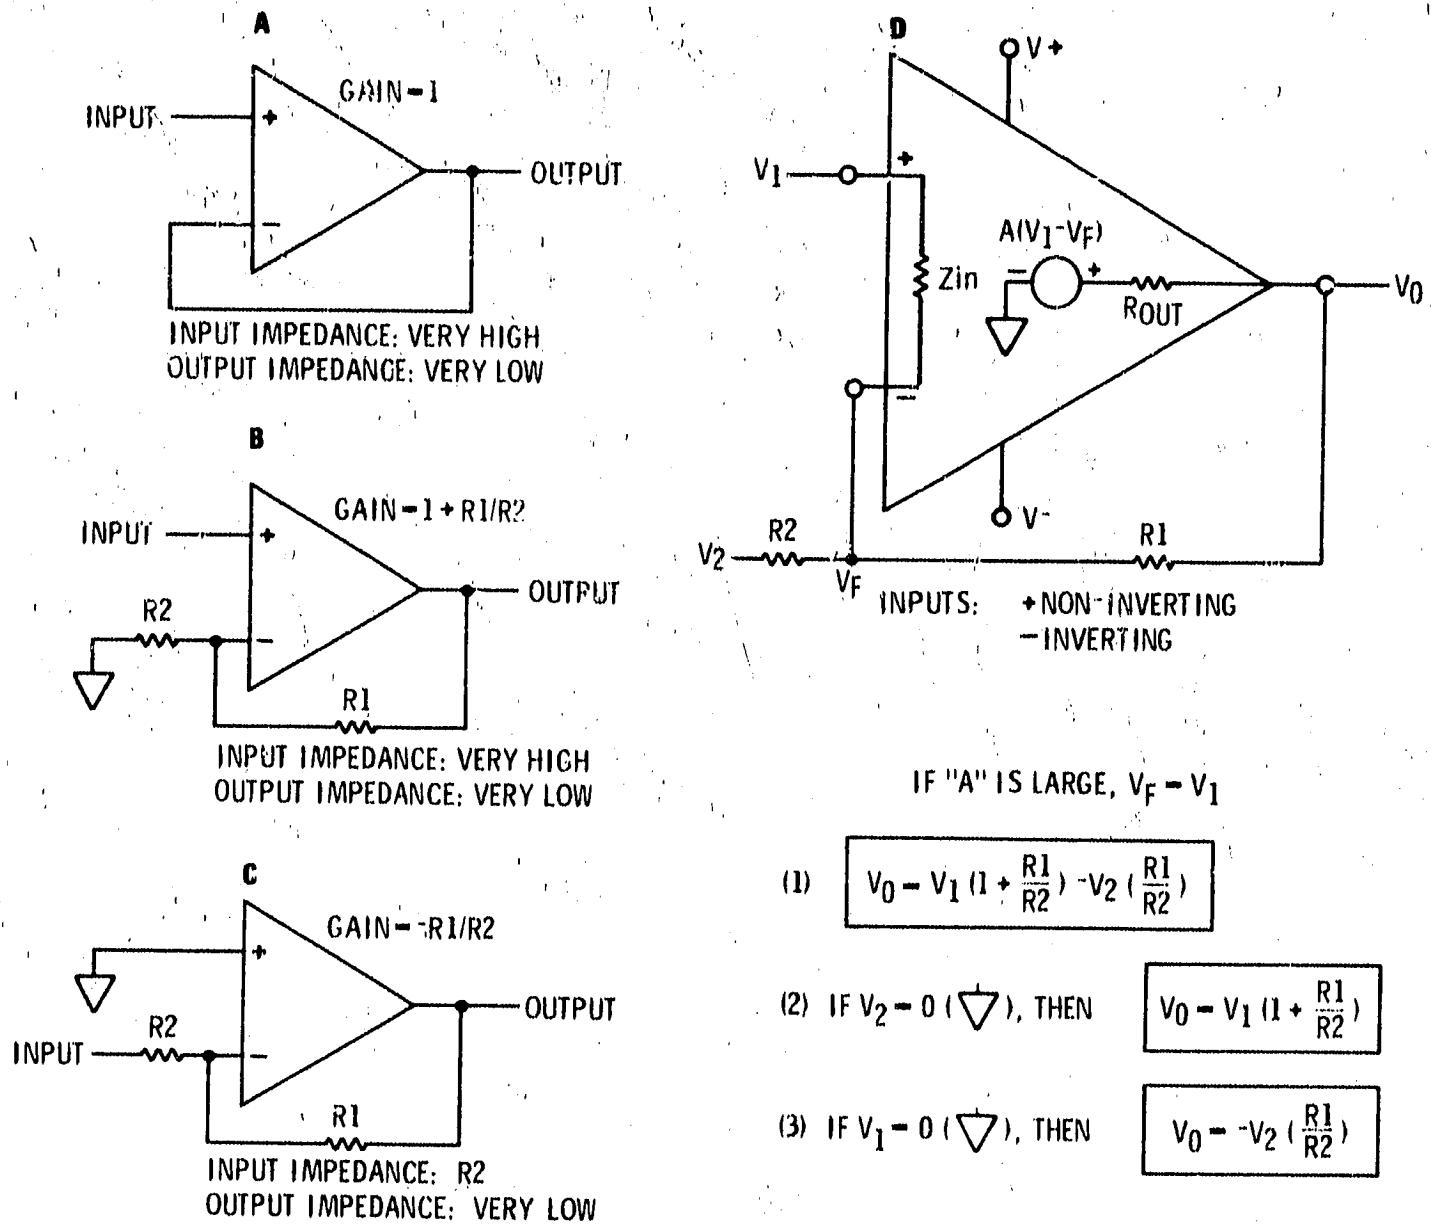 A
GAIN = 1
INPUT
+
OUTPUT
−
INPUT IMPEDANCE: VERY HIGH
OUTPUT IMPEDANCE: VERY LOW
B
GAIN = 1 + R1/R2
INPUT
+
OUTPUT
R2
−
R1
INPUT IMPEDANCE: VERY HIGH
OUTPUT IMPEDANCE: VERY LOW
C
GAIN = -R1/R2
+
OUTPUT
R2
INPUT
−
R1
INPUT IMPEDANCE: R2
OUTPUT IMPEDANCE: VERY LOW
D
V+
V1
+
A(V1-VF)
− +
Zin
ROUT
V0
−
V-
R2
R1
V2
VF
INPUTS: + NON-INVERTING
− INVERTING
IF "A" IS LARGE, VF = V1
(1) V0 = V1 (1 + R1/R2) -V2 (R1/R2)
(2) IF V2 = 0 (▽), THEN V0 = V1 (1 + R1/R2)
(3) IF V1 = 0 (▽), THEN V0 = -V2 (R1/R2)